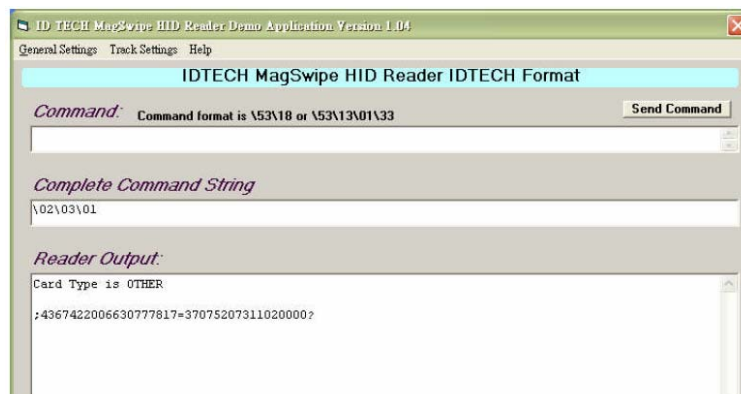 ID TECH MagSwipe HID Reader Demo Application Version 1.04
General Settings Track Settings Help
IDTECH MagSwipe HID Reader IDTECH Format
Command: Command format is \53\18 or \53\13\01\33
Send Command
Complete Command String
\02\03\01
Reader Output:
Card Type is OTHER
;4367422006630777817=37075207311020000?